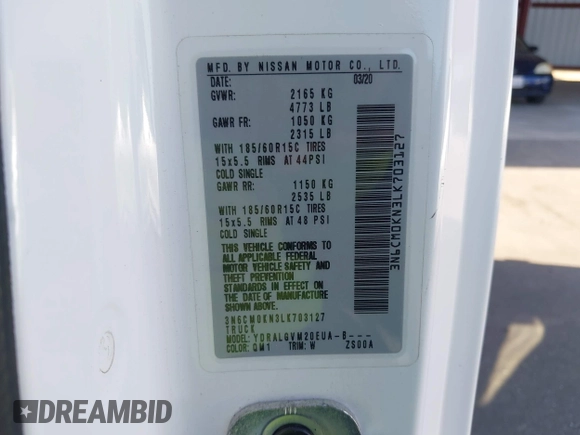 MFD. BY NISSAN MOTOR CO., LTD.
DATE: 03/20
GVWR: 2165 KG
4773 LB
GAWR FR: 1050 KG
2315 LB
WITH 185/60R15C TIRES
15x5.5 RIMS AT 44PSI
COLD SINGLE
GAWR RR: 1150 KG
2535 LB
WITH 185/60R15C TIRES
15x5.5 RIMS AT 48 PSI
COLD SINGLE
THIS VEHICLE CONFORMS TO
ALL APPLICABLE FEDERAL
MOTOR VEHICLE SAFETY AND
THEFT PREVENTION
STANDARDS IN EFFECT ON
THE DATE OF MANUFACTURE
SHOWN ABOVE.
3N6CM0KN3LK703127
TRUCK
MODEL: YDRALGVM20EUA-B---
COLOR: QM1 TRIM: W ZS00A
3N6CM0KN3LK703127
DREAMBID